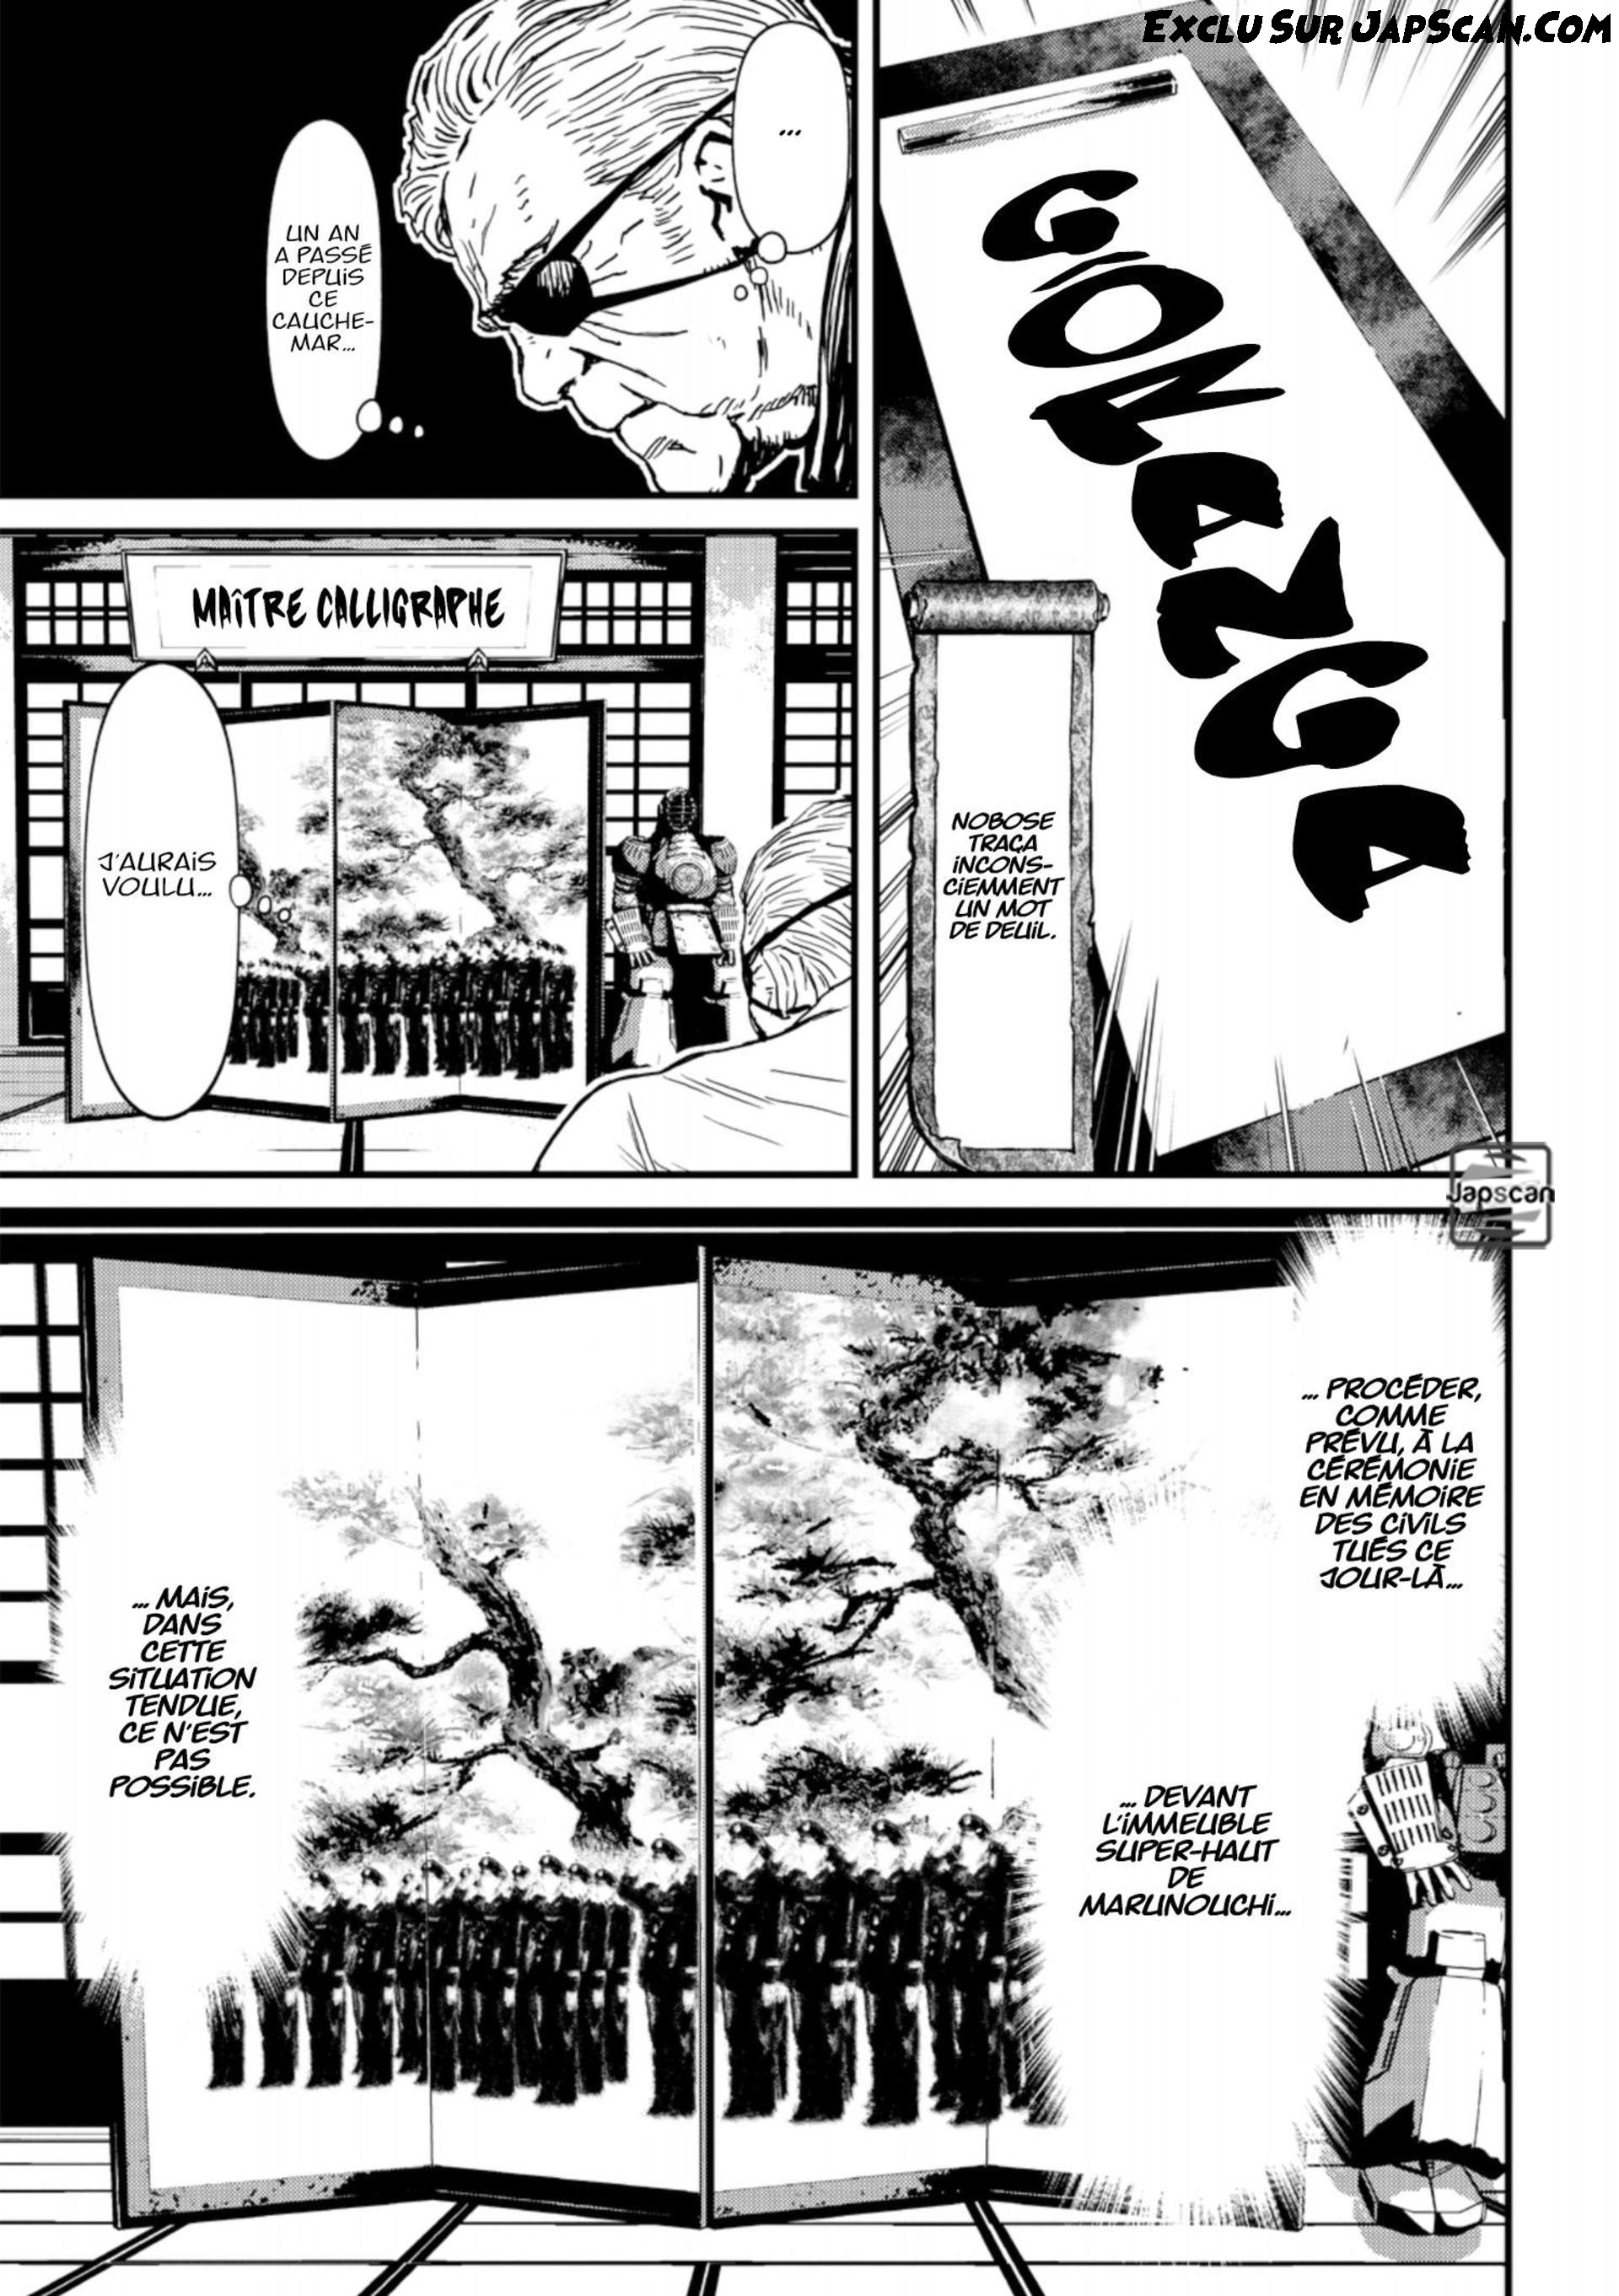 EXCLU SUR JAPSCAN.COM
GONAZUA
NOBOSE
TRAÇA
INCONS-
CIEMMENT
UN MOT
DE DEUIL.
...
UN AN
A PASSÉ
DEPUIS
CE
CAUCHE-
MAR...
MAÎTRE CALLIGRAPHE
J'AURAIS
VOULU...
Japscan
... PROCÉDER,
COMME
PRÉVU, À LA
CÉRÉMONIE
EN MÉMOIRE
DES CIVILS
TUÉS CE
JOUR-LÀ...
... DEVANT
L'IMMEUBLE
SUPER-HAUT
DE
MARUNOUCHI...
... MAIS,
DANS
CETTE
SITUATION
TENDUE,
CE N'EST
PAS
POSSIBLE.